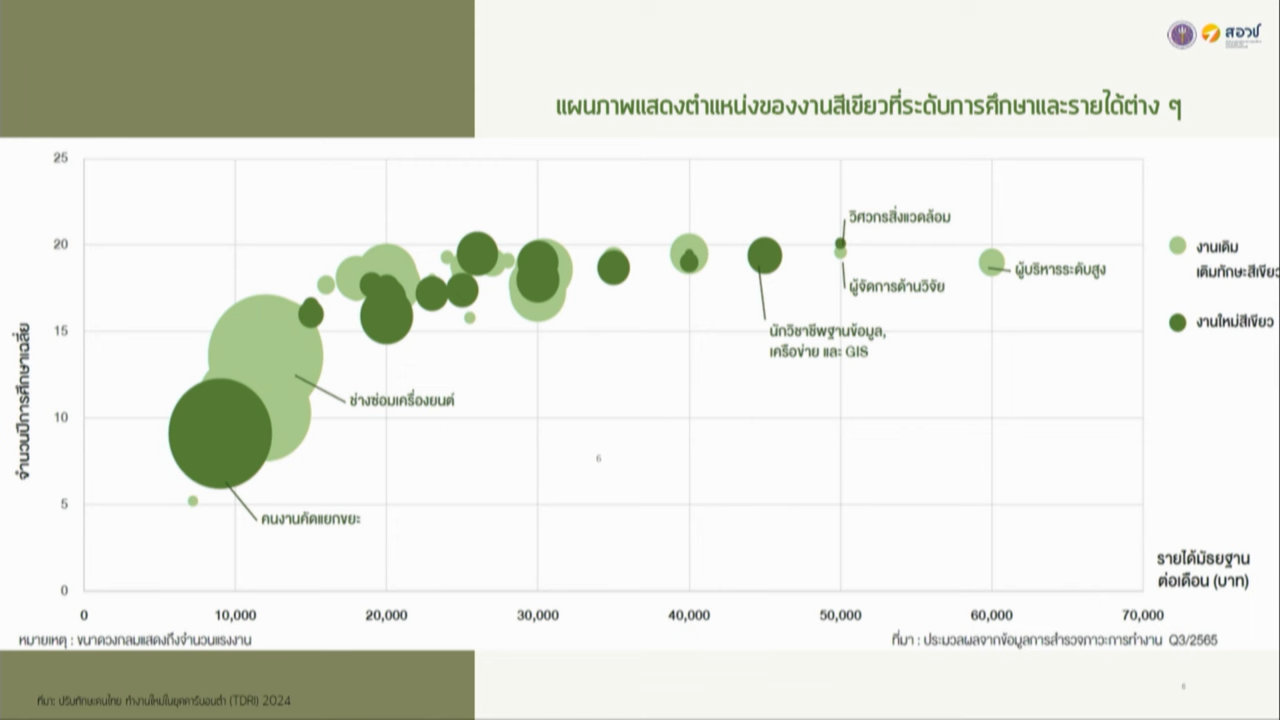 สอวช
แผนภาพแสดงตำแหน่งของงานสีเขียวที่ระดับการศึกษาและรายได้ต่าง ๆ
25
20
15
10
5
0
จำนวนปีการศึกษาเฉลี่ย
วิศวกรสิ่งแวดล้อม
ผู้บริหารระดับสูง
ผู้จัดการด้านวิจัย
นักวิชาชีพฐานข้อมูล,
เครือข่าย และ GIS
ช่างซ่อมเครื่องยนต์
6
คนงานคัดแยกขยะ
งานเดิม
เติมทักษะสีเขียว
งานใหม่สีเขียว
รายได้มัธยฐาน
ต่อเดือน (บาท)
0 10,000 20,000 30,000 40,000 50,000 60,000 70,000
หมายเหตุ : ขนาดวงกลมแสดงถึงจำนวนแรงงาน
ที่มา : ประมวลผลจากข้อมูลการสำรวจภาวะการทำงาน Q3/2565
ที่มา: ปรับทักษะคนไทย ทำงานใหม่ในยุคคาร์บอนต่ำ (TDRI) 2024